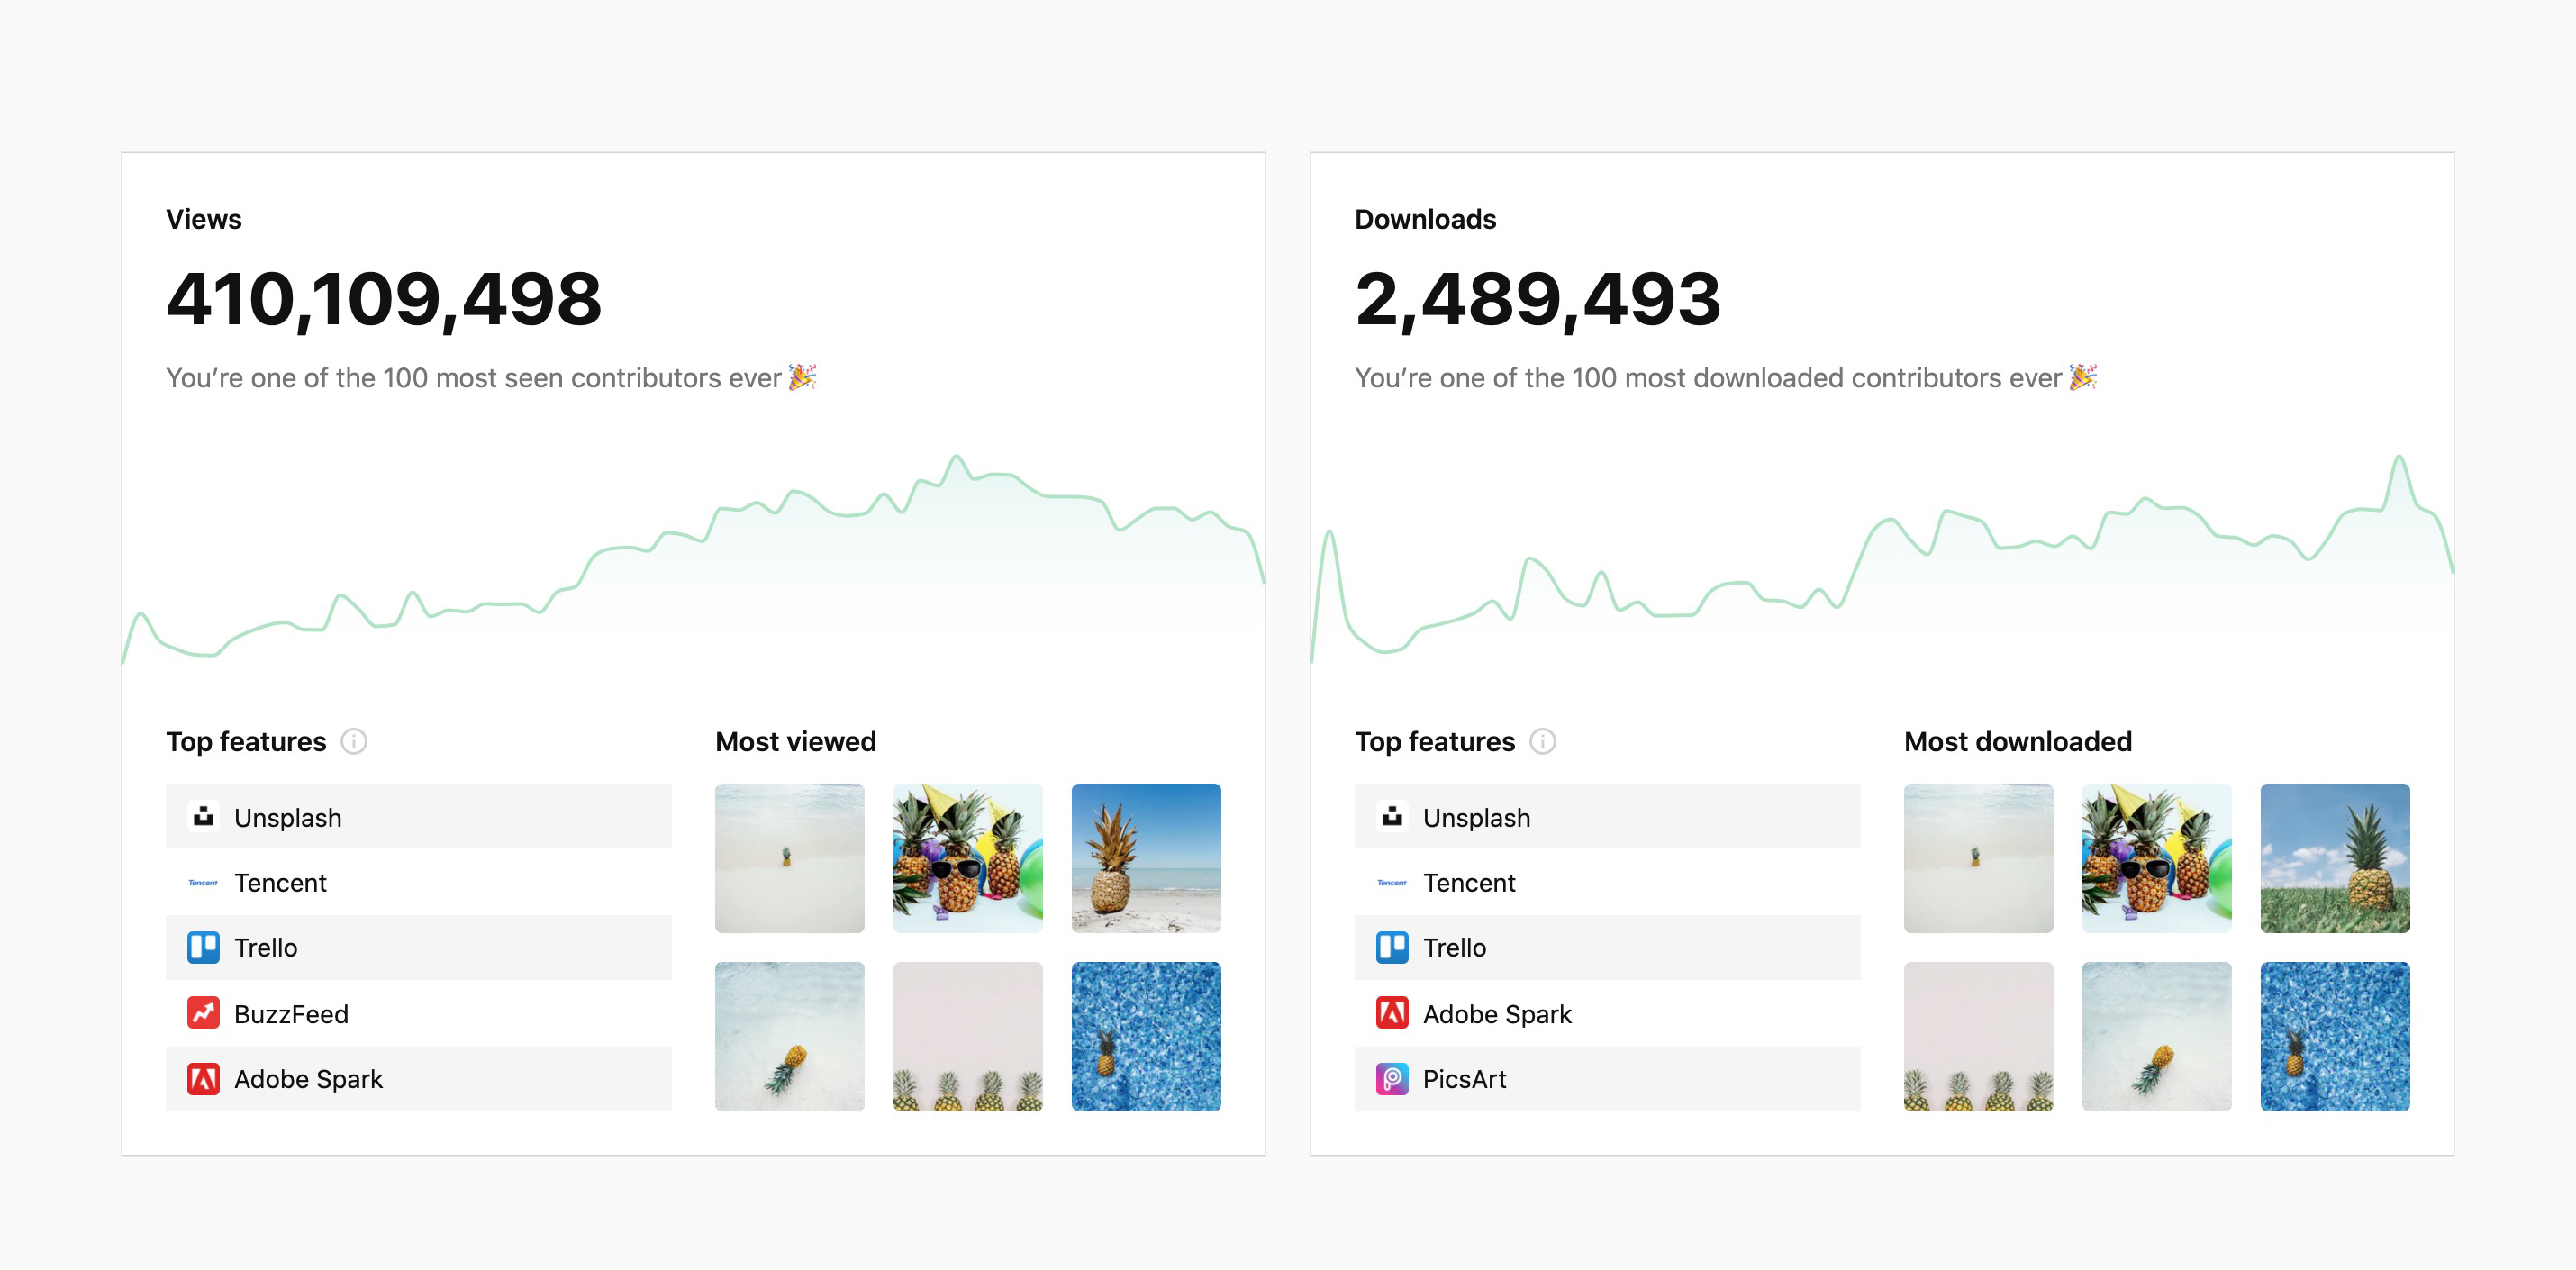 Views
410,109,498
You’re one of the 100 most seen contributors ever 🎉
Top features
Unsplash
Tencent Tencent
Trello
BuzzFeed
Adobe Spark
Most viewed
Downloads
2,489,493
You’re one of the 100 most downloaded contributors ever 🎉
Top features
Unsplash
Tencent Tencent
Trello
Adobe Spark
PicsArt
Most downloaded